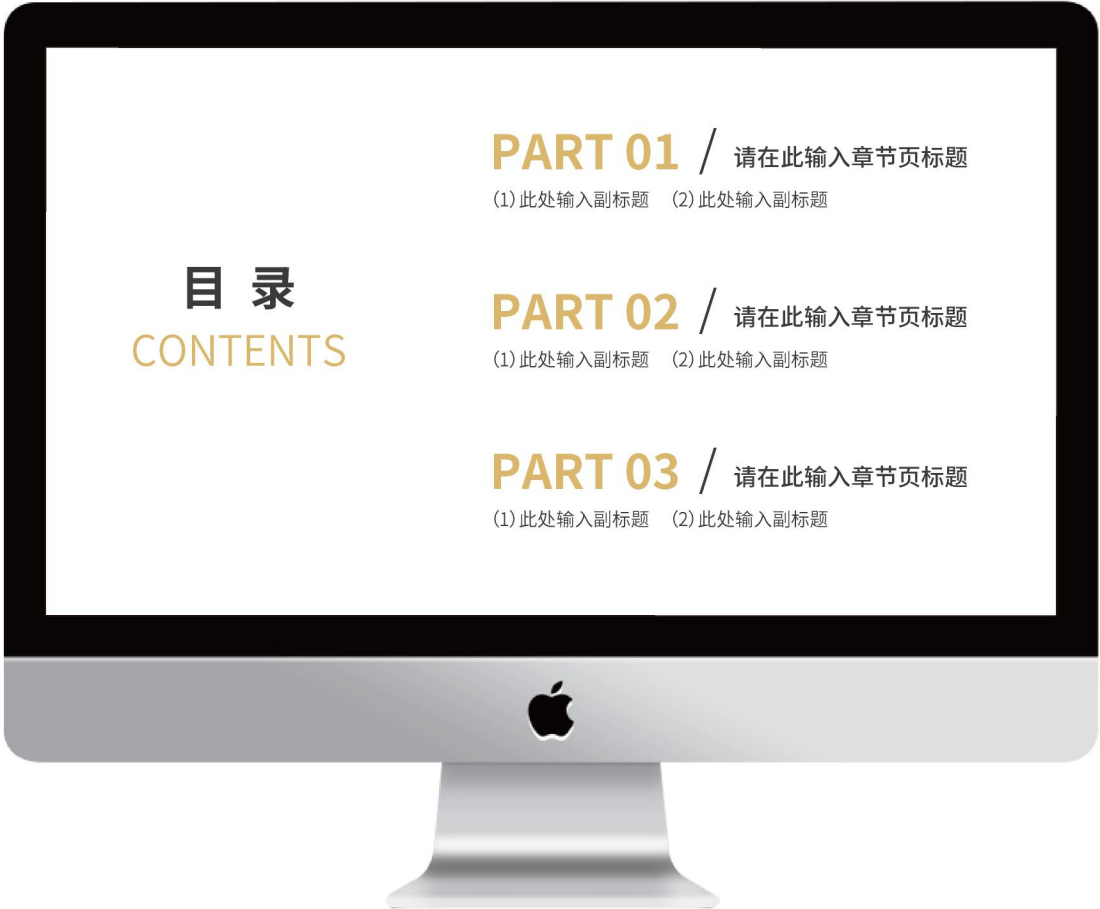 目 录
CONTENTS
PART 01 / 请在此输入章节页标题
(1) 此处输入副标题 (2) 此处输入副标题
PART 02 / 请在此输入章节页标题
(1) 此处输入副标题 (2) 此处输入副标题
PART 03 / 请在此输入章节页标题
(1) 此处输入副标题 (2) 此处输入副标题